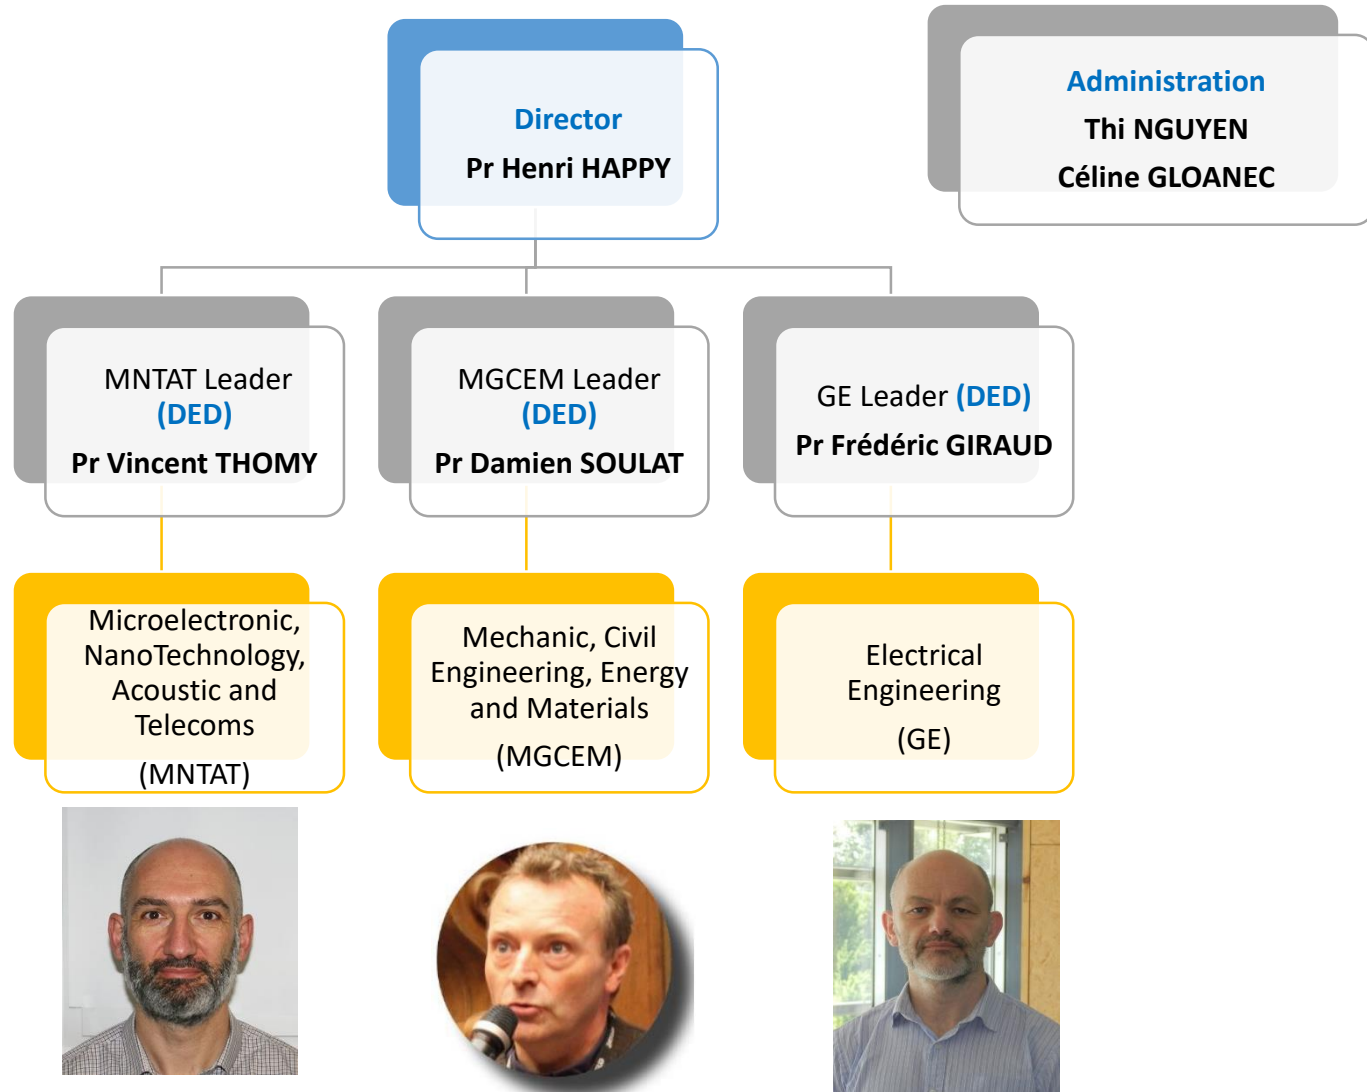 Director
Pr Henri HAPPY
Administration
Thi NGUYEN
Céline GLOANEC
MNTAT Leader
(DED)
Pr Vincent THOMY
MGCEM Leader
(DED)
Pr Damien SOULAT
GE Leader (DED)
Pr Frédéric GIRAUD
Microelectronic,
NanoTechnology,
Acoustic and
Telecoms
(MNTAT)
Mechanic, Civil
Engineering, Energy
and Materials
(MGCEM)
Electrical
Engineering
(GE)